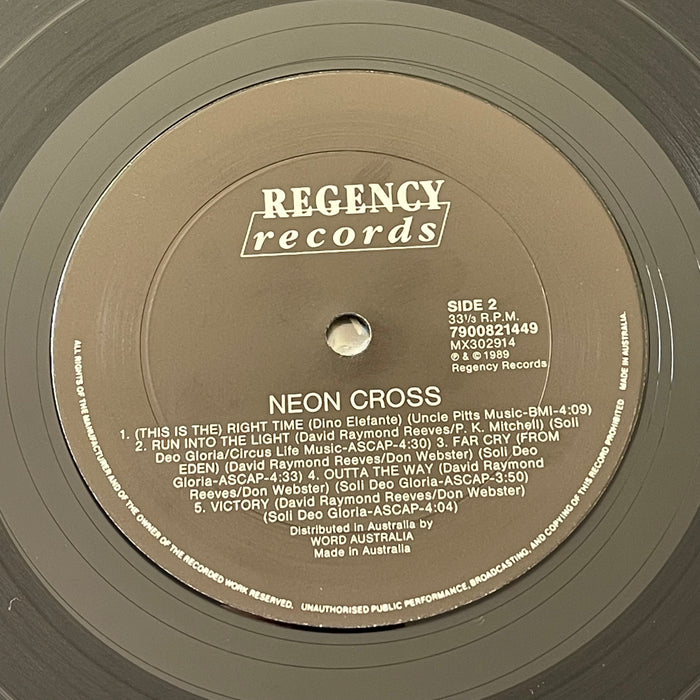 REGENCY
records
SIDE 2
33⅓ R.P.M.
7900821449
MX302914
℗ & © 1989
Regency Records
NEON CROSS
1. (THIS IS THE) RIGHT TIME (Dino Elefante) (Uncle Pitts Music-BMI-4:09)
2. RUN INTO THE LIGHT (David Raymond Reeves/P. K. Mitchell) (Soli
Deo Gloria/Circus Life Music-ASCAP-4:30) 3. FAR CRY (FROM
EDEN) (David Raymond Reeves/Don Webster) (Soli Deo
Gloria-ASCAP-4:33) 4. OUTTA THE WAY (David Raymond
Reeves/Don Webster) (Soli Deo Gloria-ASCAP-3:50)
5. VICTORY (David Raymond Reeves/Don Webster)
(Soli Deo Gloria-ASCAP-4:04)
Distributed in Australia by
WORD AUSTRALIA
Made in Australia
ALL RIGHTS OF THE MANUFACTURERS AND OF THE OWNER OF THE RECORDED WORK RESERVED. UNAUTHORISED PUBLIC PERFORMANCE, BROADCASTING, AND COPYING OF THIS RECORD PROHIBITED MADE IN AUSTRALIA.